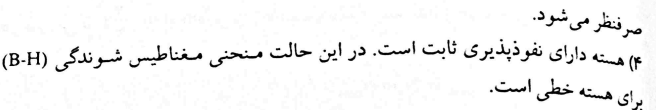 صرفنظر می‌شود.
۴) هسته دارای نفوذپذیری ثابت است. در این حالت منحنی مغناطیس شوندگی (B-H)
برای هسته خطی است.